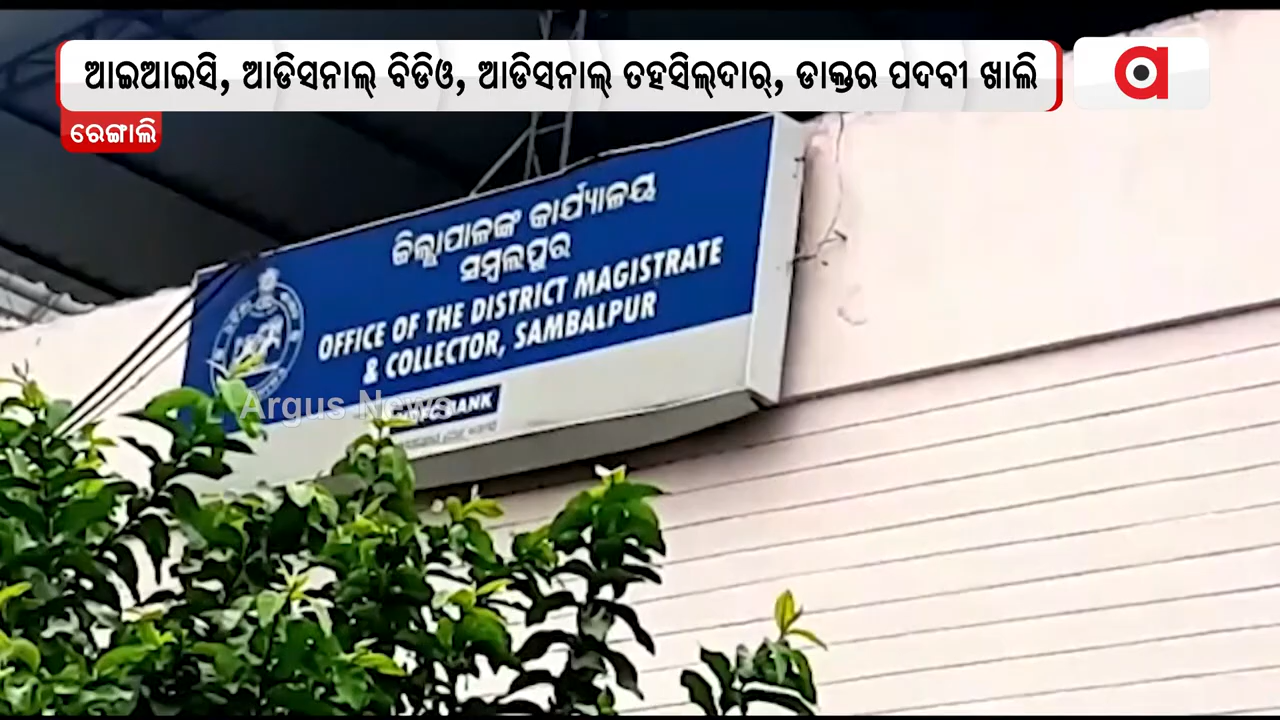 ଆଇଆଇସି, ଆଡିସନାଲ୍ ବିଡିଓ, ଆଡିସନାଲ୍ ତହସିଲ୍‌ଦାର୍, ଡାକ୍ତର ପଦବୀ ଖାଲି
ରେଙ୍ଗାଲି
ଜିଲ୍ଲାପାଳଙ୍କ କାର୍ଯ୍ୟାଳୟ
ସମ୍ବଲପୁର
OFFICE OF THE DISTRICT MAGISTRATE
& COLLECTOR, SAMBALPUR
Argus News
BANK